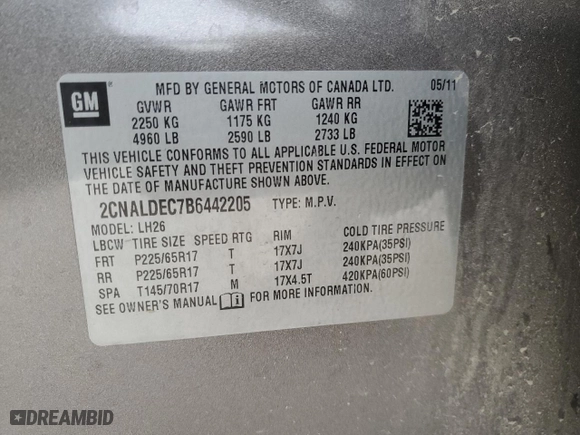 GM
MFD BY GENERAL MOTORS OF CANADA LTD. 05/11
GVWR GAWR FRT GAWR RR
2250 KG 1175 KG 1240 KG
4960 LB 2590 LB 2733 LB
THIS VEHICLE CONFORMS TO ALL APPLICABLE U.S. FEDERAL MOTOR
VEHICLE SAFETY AND THEFT PREVENTION STANDARDS IN EFFECT ON
THE DATE OF MANUFACTURE SHOWN ABOVE.
2CNALDEC7B6442205 TYPE: M.P.V.
MODEL: LH26
LBCW TIRE SIZE SPEED RTG RIM COLD TIRE PRESSURE
FRT P225/65R17 T 17X7J 240KPA(35PSI)
RR P225/65R17 T 17X7J 240KPA(35PSI)
SPA T145/70R17 M 17X4.5T 420KPA(60PSI)
SEE OWNER'S MANUAL FOR MORE INFORMATION.
DREAMBID